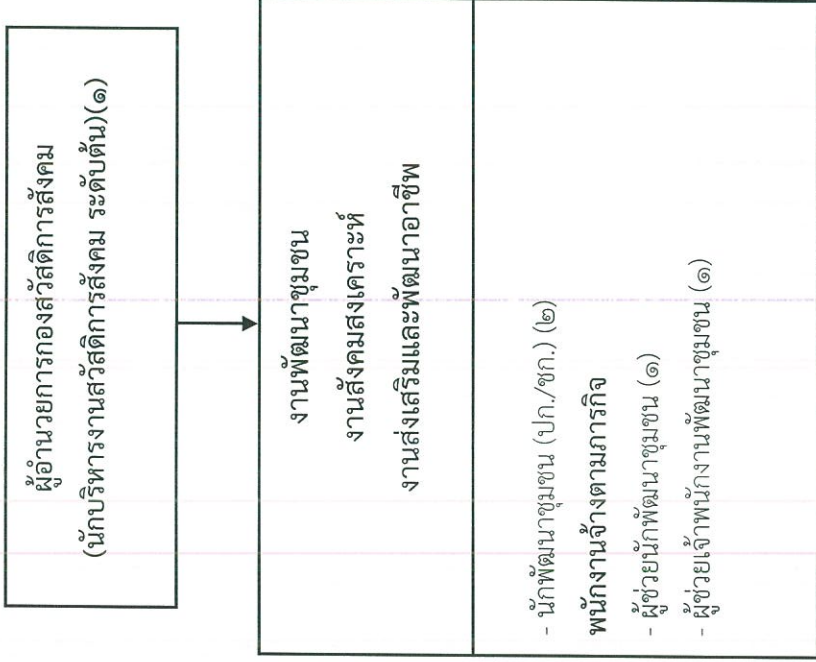 ผู้อำนวยการกองสวัสดิการสังคม
(นักบริหารงานสวัสดิการสังคม ระดับต้น)(๑)
งานพัฒนาชุมชน
งานสังคมสงเคราะห์
งานส่งเสริมและพัฒนาอาชีพ
- นักพัฒนาชุมชน (ปก./ชก.) (๒)
พนักงานจ้างตามภารกิจ
- ผู้ช่วยนักพัฒนาชุมชน (๑)
- ผู้ช่วยเจ้าพนักงานพัฒนาชุมชน (๑)